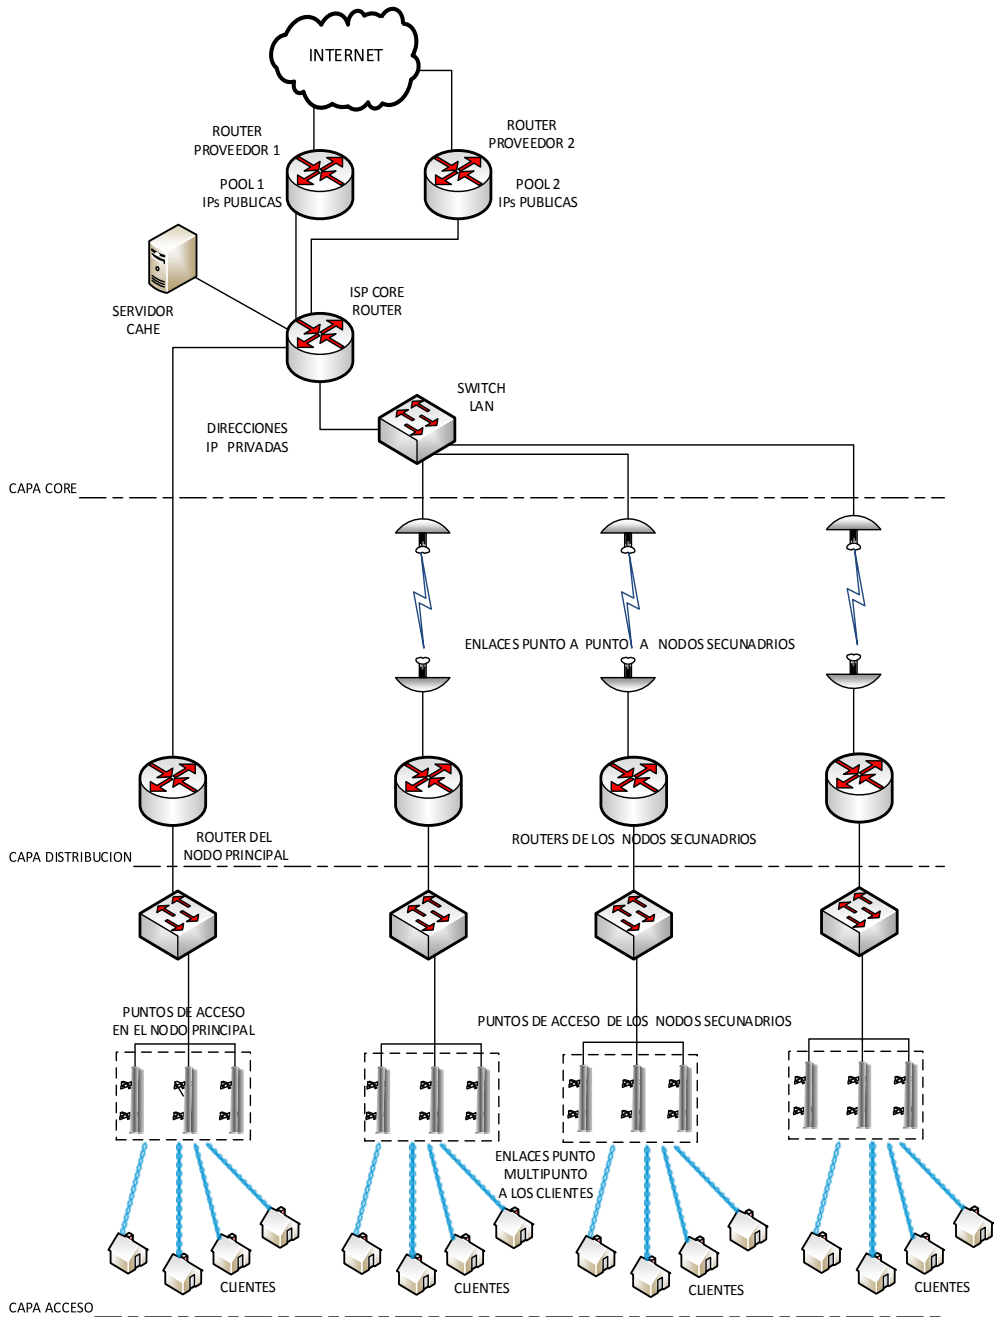 INTERNET
ROUTER
PROVEEDOR 1
ROUTER
PROVEEDOR 2
POOL 1
IPs PUBLICAS
POOL 2
IPs PUBLICAS
SERVIDOR
CAHE
ISP CORE
ROUTER
SWITCH
LAN
DIRECCIONES
IP PRIVADAS
CAPA CORE
ENLACES PUNTO A PUNTO A NODOS SECUNADRIOS
ROUTER DEL
NODO PRINCIPAL
ROUTERS DE LOS NODOS SECUNADRIOS
CAPA DISTRIBUCION
PUNTOS DE ACCESO
EN EL NODO PRINCIPAL
PUNTOS DE ACCESO DE LOS NODOS SECUNADRIOS
ENLACES PUNTO
MULTIPUNTO
A LOS CLIENTES
CLIENTES
CLIENTES
CLIENTES
CLIENTES
CAPA ACCESO